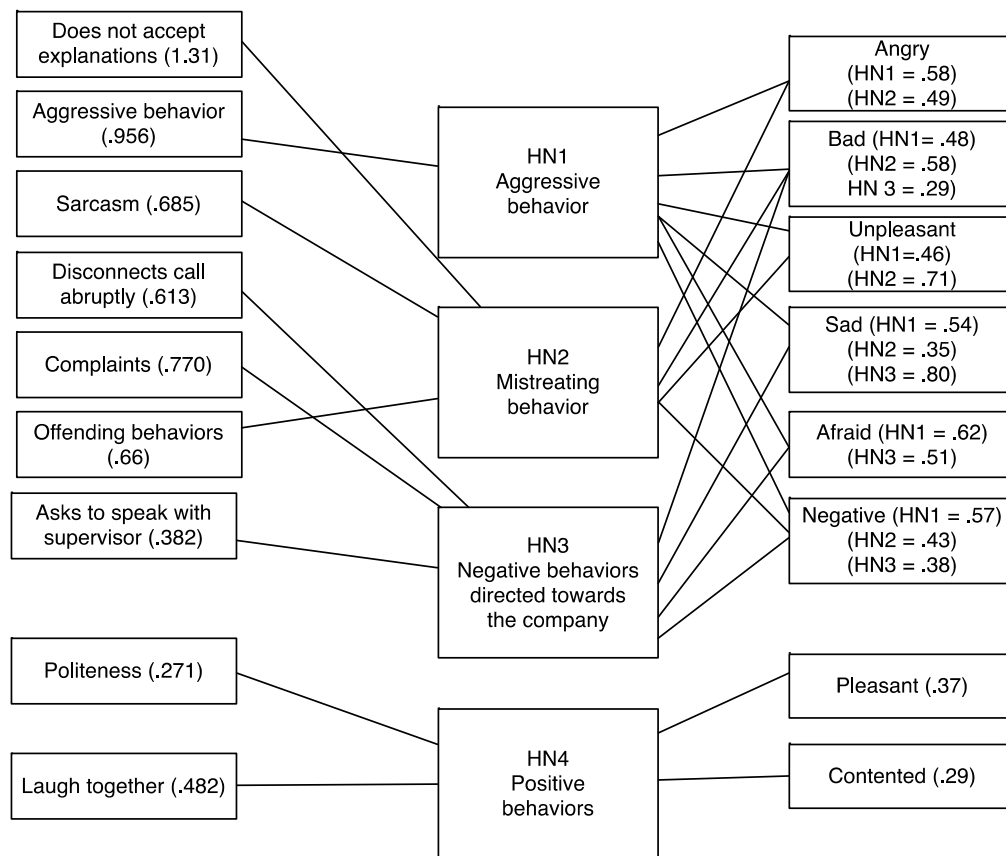 Does not accept
explanations (1.31)
Aggressive behavior
(.956)
Sarcasm (.685)
Disconnects call
abruptly (.613)
Complaints (.770)
Offending behaviors
(.66)
Asks to speak with
supervisor (.382)
Politeness (.271)
Laugh together (.482)
HN1
Aggressive
behavior
HN2
Mistreating
behavior
HN3
Negative behaviors
directed towards
the company
HN4
Positive
behaviors
Angry
(HN1 = .58)
(HN2 = .49)
Bad (HN1= .48)
(HN2 = .58)
HN 3 = .29)
Unpleasant
(HN1=.46)
(HN2 = .71)
Sad (HN1 = .54)
(HN2 = .35)
(HN3 = .80)
Afraid (HN1 = .62)
(HN3 = .51)
Negative (HN1 = .57)
(HN2 = .43)
(HN3 = .38)
Pleasant (.37)
Contented (.29)